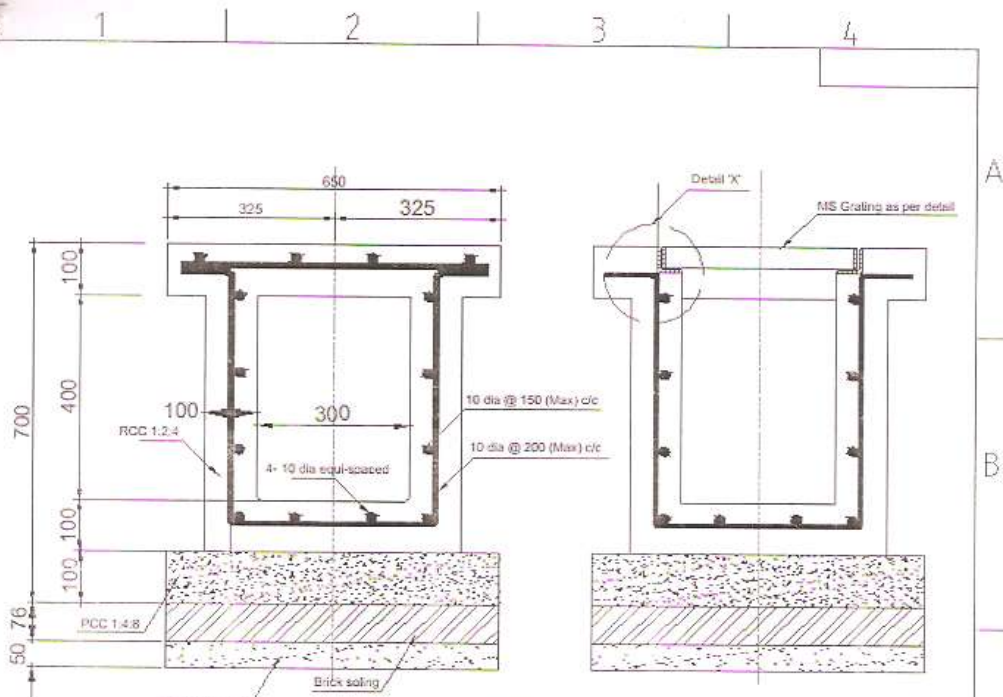 1 2 3 4
A
B
650
325 325
Detail 'X'
MS Grating as per detail
100
400
700
100
300
RCC 1:2:4
10 dia @ 150 (Max) c/c
10 dia @ 200 (Max) c/c
4- 10 dia equi-spaced
100
100
76
50
PCC 1:4:8
Brick soling